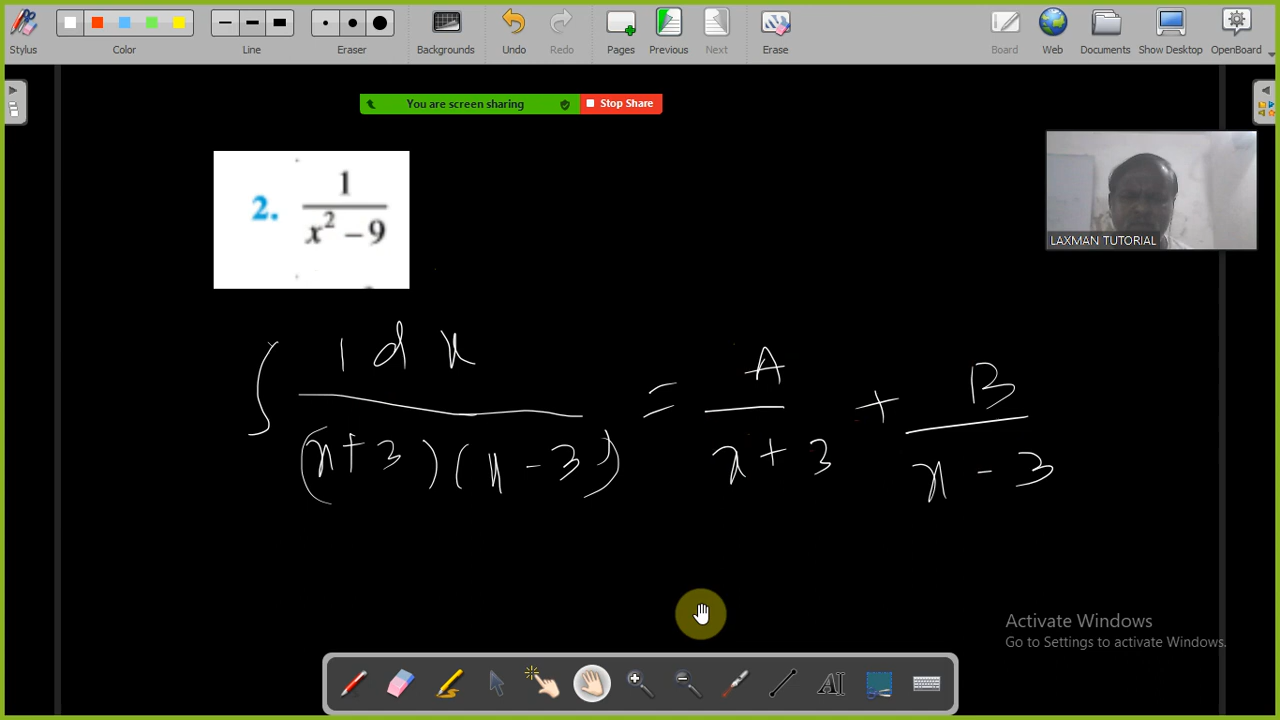 Stylus Color Line Eraser Backgrounds Undo Redo Pages Previous Next Erase Board Web Documents Show Desktop OpenBoard
You are screen sharing Stop Share
2. 1/(x² − 9)
LAXMAN TUTORIAL
∫ 1 dx / (x+3)(x−3) = A/(x+3) + B/(x−3)
Activate Windows
Go to Settings to activate Windows.
AI